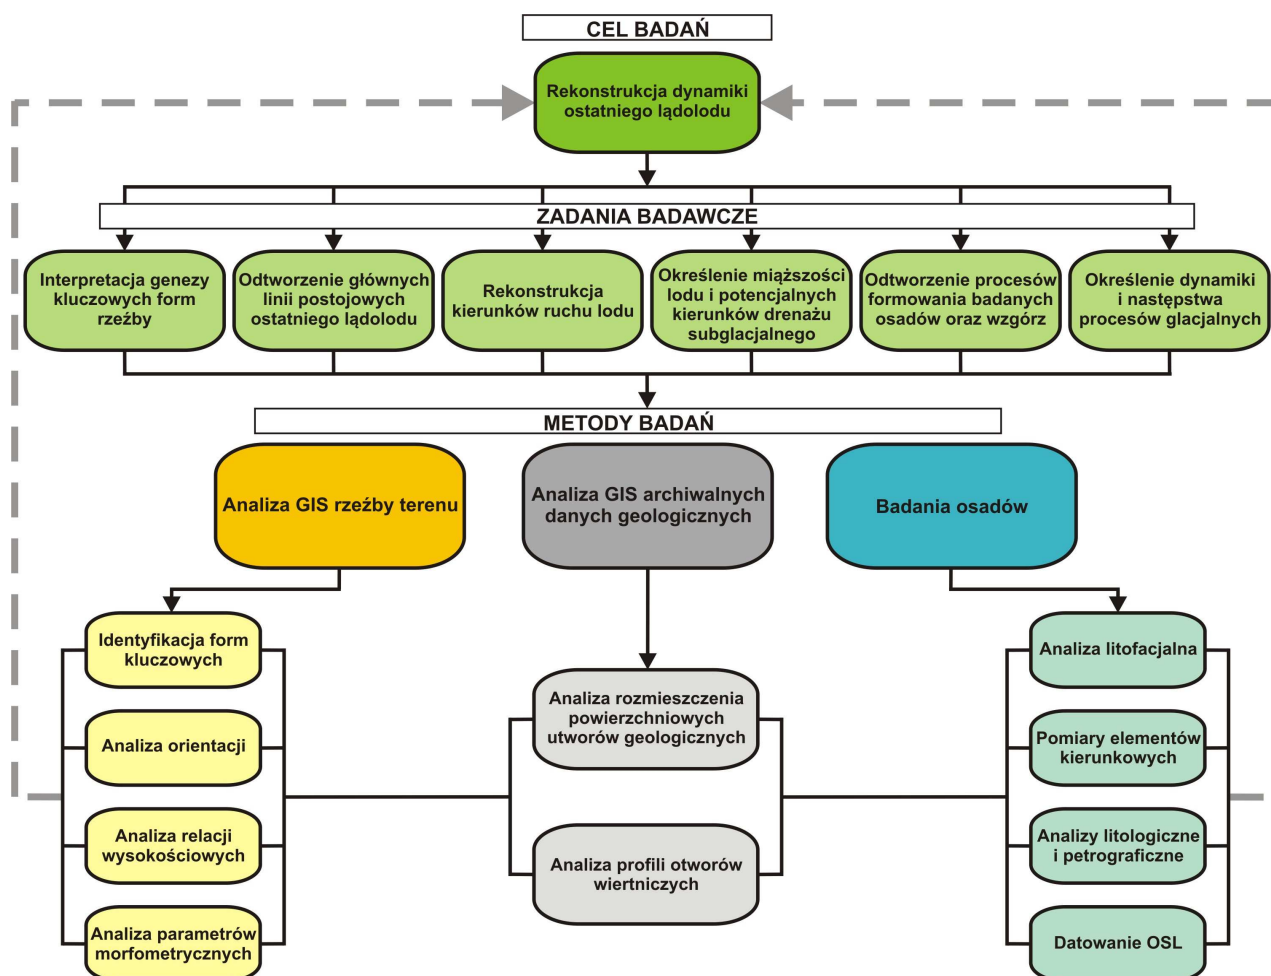 CEL BADAŃ
Rekonstrukcja dynamiki
ostatniego lądolodu
ZADANIA BADAWCZE
Interpretacja genezy
kluczowych form
rzeźby
Odtworzenie głównych
linii postojowych
ostatniego lądolodu
Rekonstrukcja
kierunków ruchu lodu
Określenie miąższości
lodu i potencjalnych
kierunków drenażu
subglacjalnego
Odtworzenie procesów
formowania badanych
osadów oraz wzgórz
Określenie dynamiki
i następstwa
procesów glacjalnych
METODY BADAŃ
Analiza GIS rzeźby terenu
Analiza GIS archiwalnych
danych geologicznych
Badania osadów
Identyfikacja form
kluczowych
Analiza orientacji
Analiza relacji
wysokościowych
Analiza parametrów
morfometrycznych
Analiza rozmieszczenia
powierzchniowych
utworów geologicznych
Analiza profili otworów
wiertniczych
Analiza litofacjalna
Pomiary elementów
kierunkowych
Analizy litologiczne
i petrograficzne
Datowanie OSL